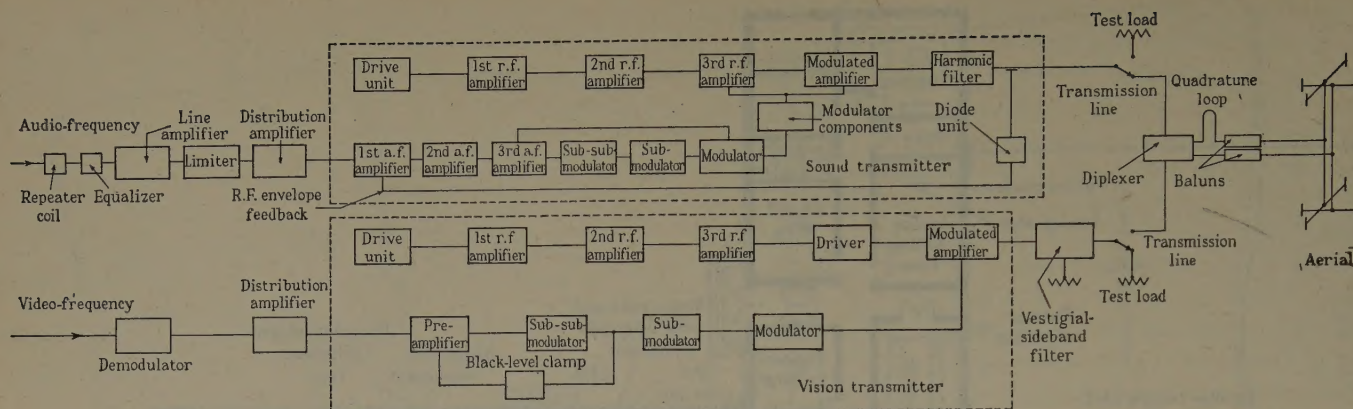 Test load
Drive
unit
1st r.f.
amplifier
2nd r.f.
amplifier
3rd r.f.
amplifier
Modulated
amplifier
Harmonic
filter
Transmission
line
Quadratune
loop
Audio-frequency
Line
amplifier
Distribution
amplifier
Modulator
components
Diode
unit
Limiter
1st a.f.
amplifier
2nd a.f.
amplifier
3rd a.f.
amplifier
Sub-sub-
modulator
Sub-
modulator
Modulator
Sound transmitter
Diplexer
Baluns
Repeater
coil
Equalizer
R.F. envelope
feedback
Drive
unit
1st r.f
amplifier
2nd r.f.
amplifier
3rd r.f
amplifier
Driver
Modulated
amplifier
Transmission
line
Aerial
Test load
Video-frequency
Distribution
amplifier
Demodulator
Pre-
amplifier
Sub-sub-
modulator
Sub-
modulator
Modulator
Black-level clamp
Vestigial-
sideband
filter
Vision transmitter